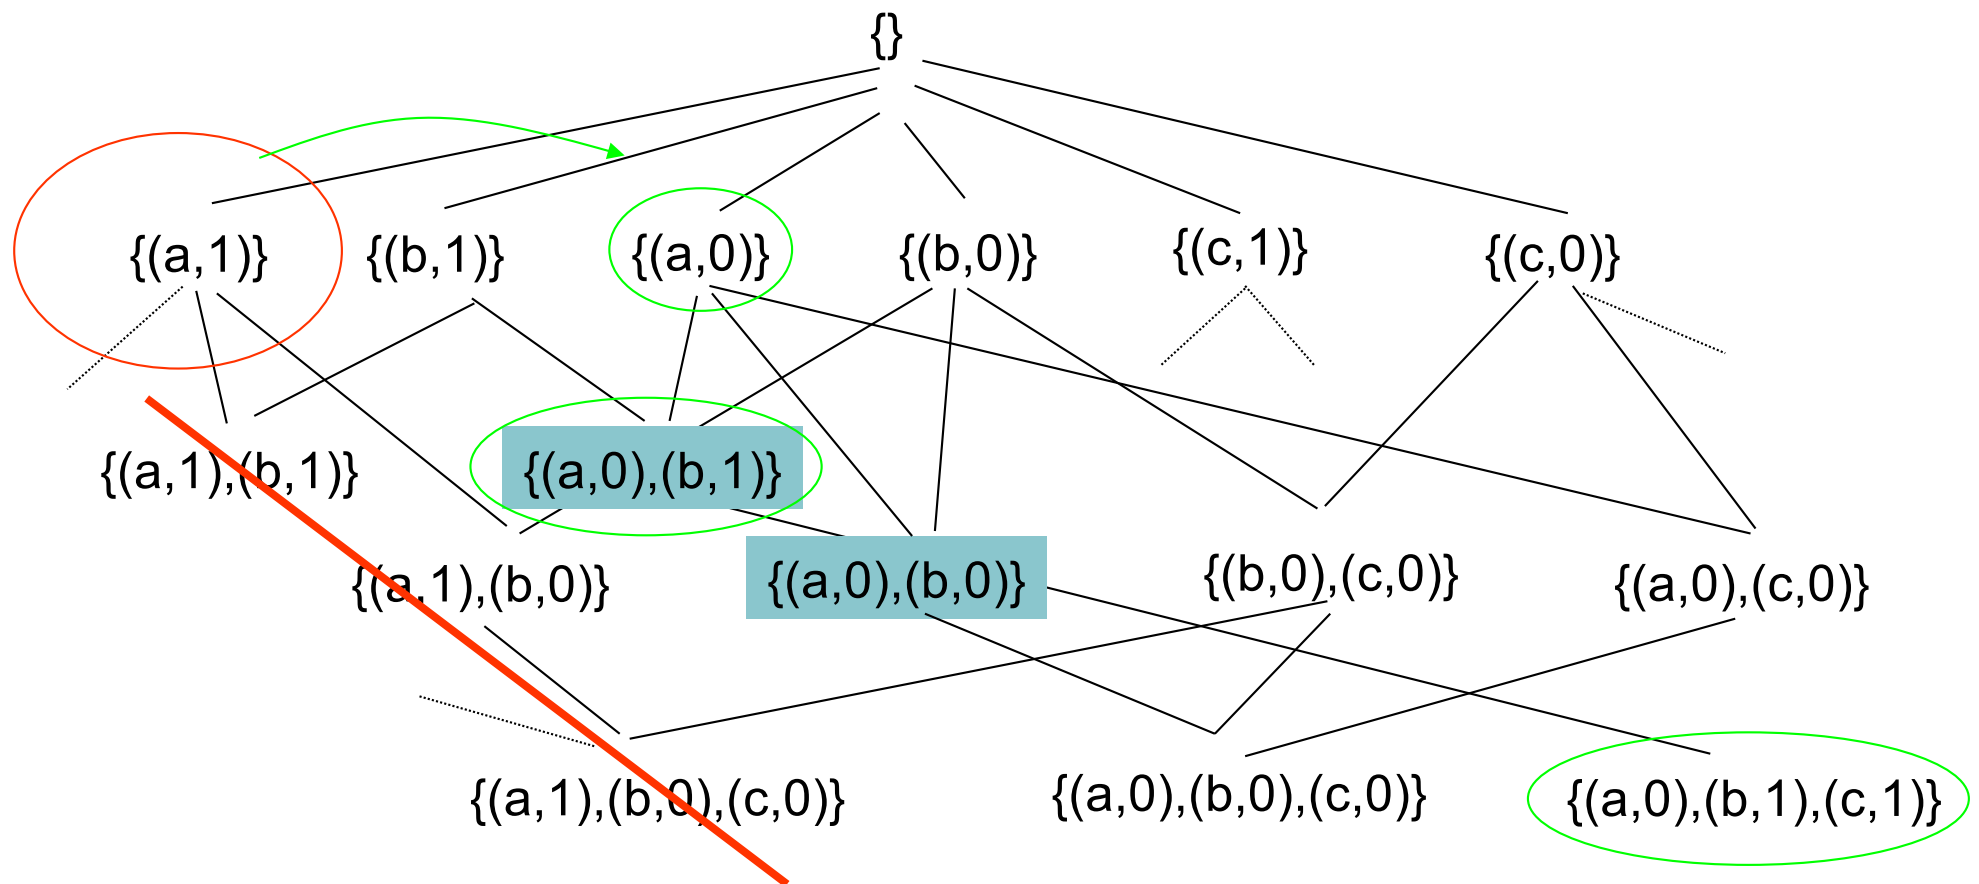 {}
{(a,1)} {(b,1)} {(a,0)} {(b,0)} {(c,1)} {(c,0)}
{(a,1),(b,1)} {(a,0),(b,1)}
{(a,1),(b,0)} {(a,0),(b,0)} {(b,0),(c,0)} {(a,0),(c,0)}
{(a,1),(b,0),(c,0)} {(a,0),(b,0),(c,0)} {(a,0),(b,1),(c,1)}